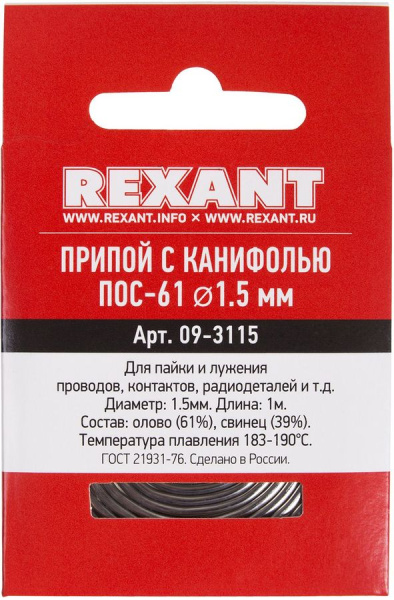 REXANT
WWW.REXANT.INFO × WWW.REXANT.RU
ПРИПОЙ С КАНИФОЛЬЮ
ПОС-61 ⌀1.5 мм
Арт. 09-3115
Для пайки и лужения
проводов, контактов, радиодеталей и т.д.
Диаметр: 1.5мм. Длина: 1м.
Состав: олово (61%), свинец (39%).
Температура плавления 183-190°C.
ГОСТ 21931-76. Сделано в России.